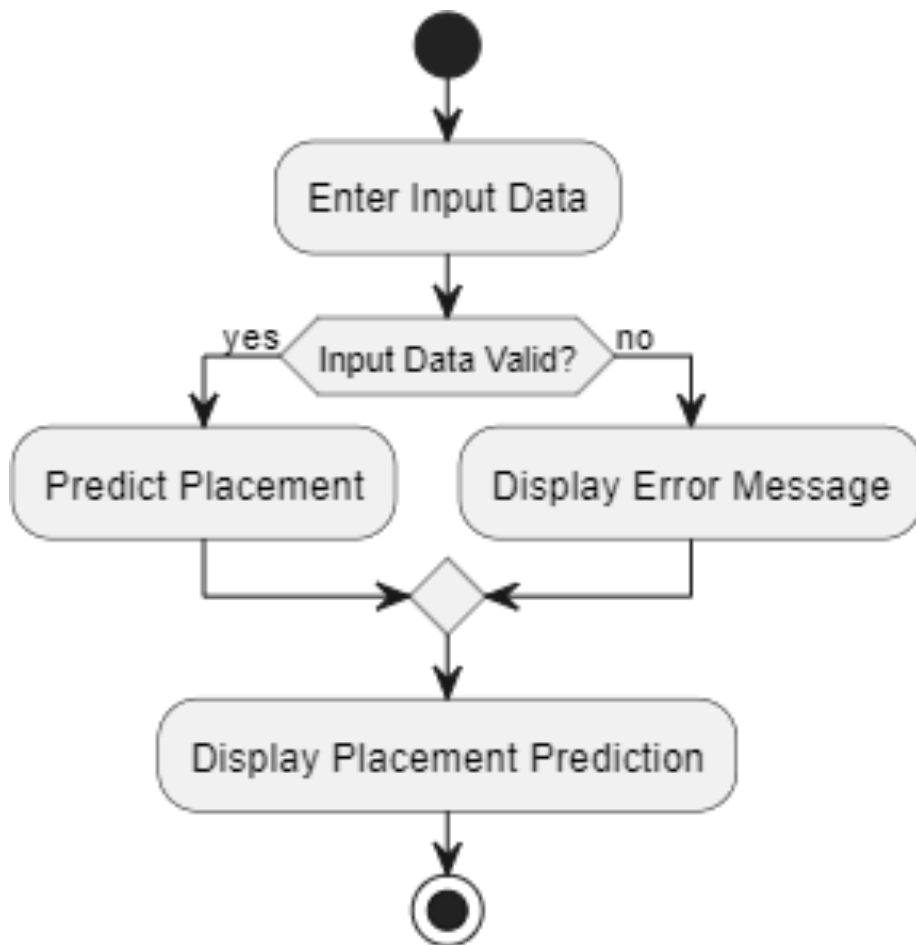 Enter Input Data
yes
Input Data Valid?
no
Predict Placement
Display Error Message
Display Placement Prediction